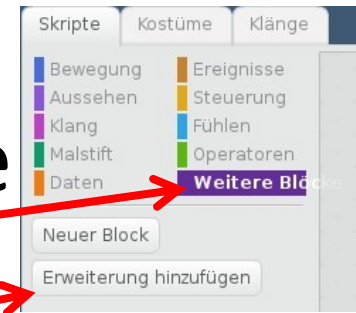 Skripte Kostüme Klänge
Bewegung Ereignisse
Aussehen Steuerung
Klang Fühlen
Malstift Operatoren
e
Daten Weitere Blöcke
Neuer Block
Erweiterung hinzufügen